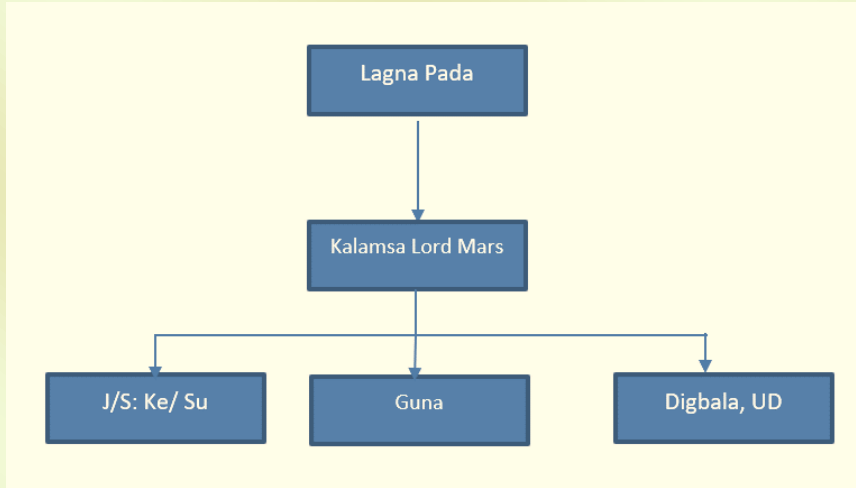 Lagna Pada
Kalamsa Lord Mars
J/S: Ke/ Su
Guna
Digbala, UD